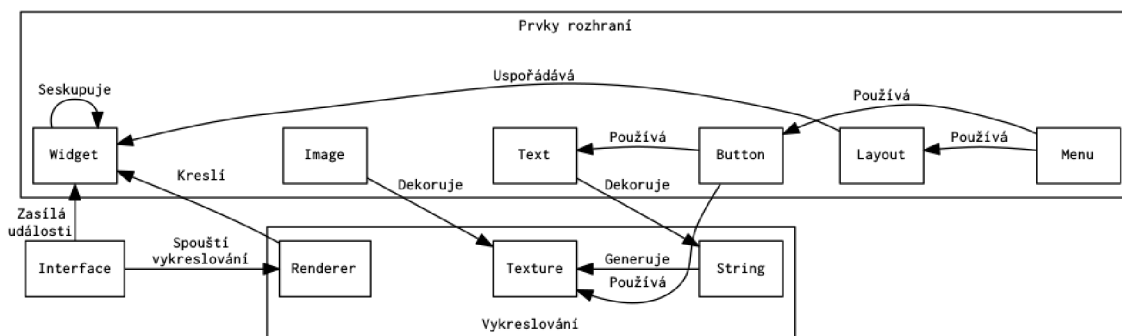 Prvky rozhraní
Uspořádává
Seskupuje
Používá
Widget
Image
Text
Používá
Button
Layout
Používá
Menu
Kreslí
Dekoruje
Dekoruje
Zasílá
události
Interface
Spouští
vykreslování
Renderer
Texture
Generuje
String
Používá
Vykreslování